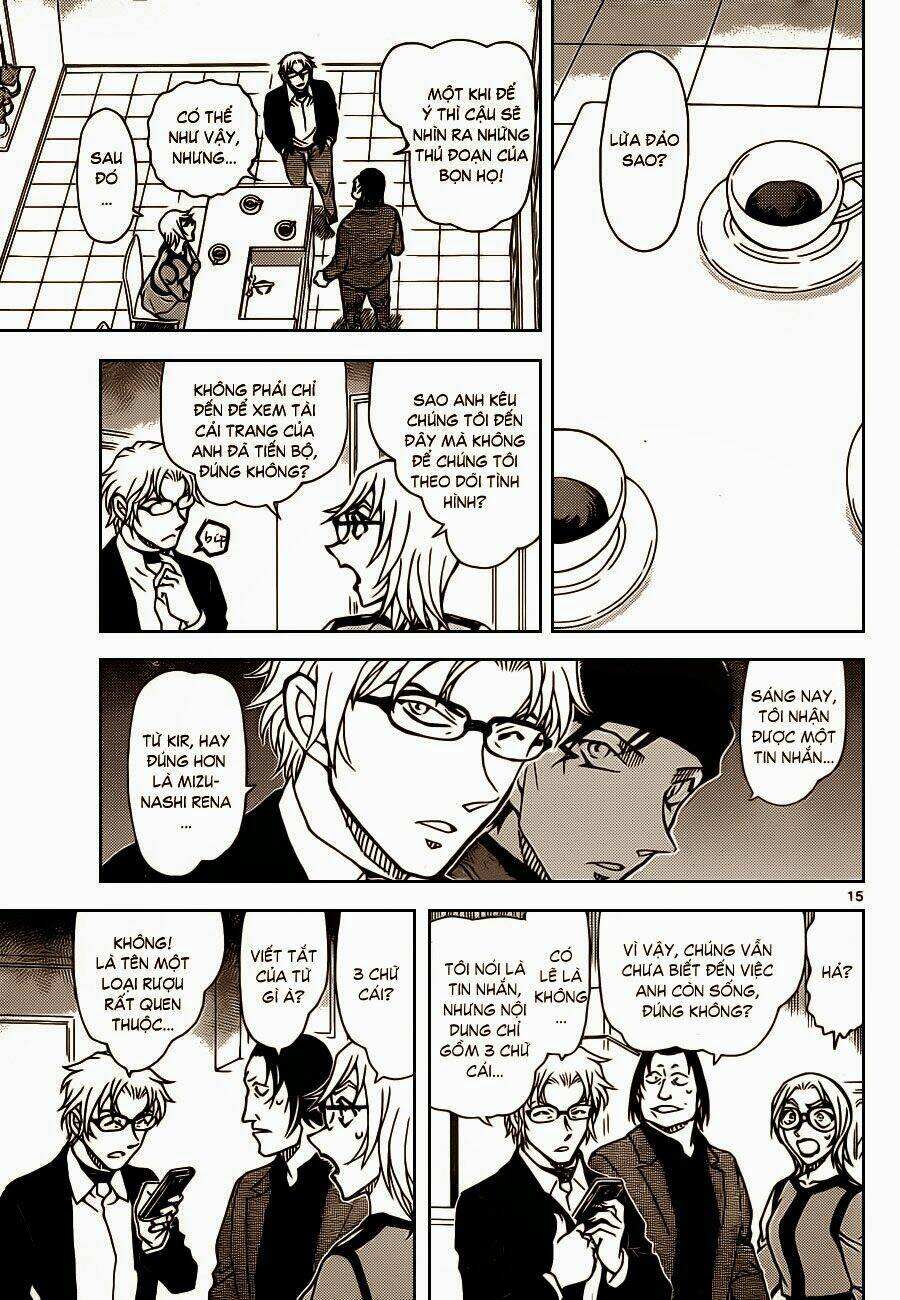 LỪA ĐẢO
SAO?
MỘT KHI ĐỂ
Ý THÌ CẬU SẼ
NHÌN RA NHỮNG
THỦ ĐOẠN CỦA
BỌN HỌ!
CÓ THỂ
NHƯ VẬY,
NHƯNG...
SAU
ĐÓ
...
SAO ANH KÊU
CHÚNG TÔI ĐẾN
ĐÂY MÀ KHÔNG
ĐỂ CHÚNG TÔI
THEO DÕI TÌNH
HÌNH?
KHÔNG PHẢI CHỈ
ĐẾN ĐỂ XEM TÀI
CẢI TRANG CỦA
ANH ĐÃ TIẾN BỘ,
ĐÚNG KHÔNG?
bíp
SÁNG NAY,
TÔI NHẬN
ĐƯỢC MỘT
TIN NHẮN...
TỪ KIR, HAY
ĐÚNG HƠN
LÀ MIZU-
NASHI RENA
...
15
HẢ?
VÌ VẬY, CHÚNG VẪN
CHƯA BIẾT ĐẾN VIỆC
ANH CÒN SỐNG,
ĐÚNG KHÔNG?
CÓ
LẼ LÀ
KHÔNG
...
TÔI NÓI LÀ
TIN NHẮN,
NHƯNG NỘI
DUNG CHỈ
GỒM 3 CHỮ
CÁI...
3 CHỮ
CÁI?
VIẾT TẮT
CỦA TỪ
GÌ À?
KHÔNG!
LÀ TÊN MỘT
LOẠI RƯỢU
RẤT QUEN
THUỘC...